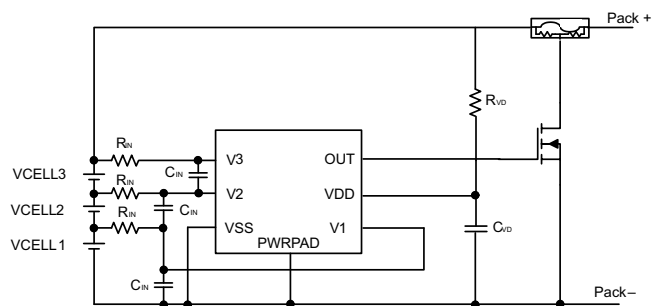 Pack +
RVD
RIN
V3
OUT
VCELL3
CIN
RIN
V2
VDD
VCELL2
RIN
CIN
VSS
V1
CVD
VCELL1
PWRPAD
CIN
Pack–